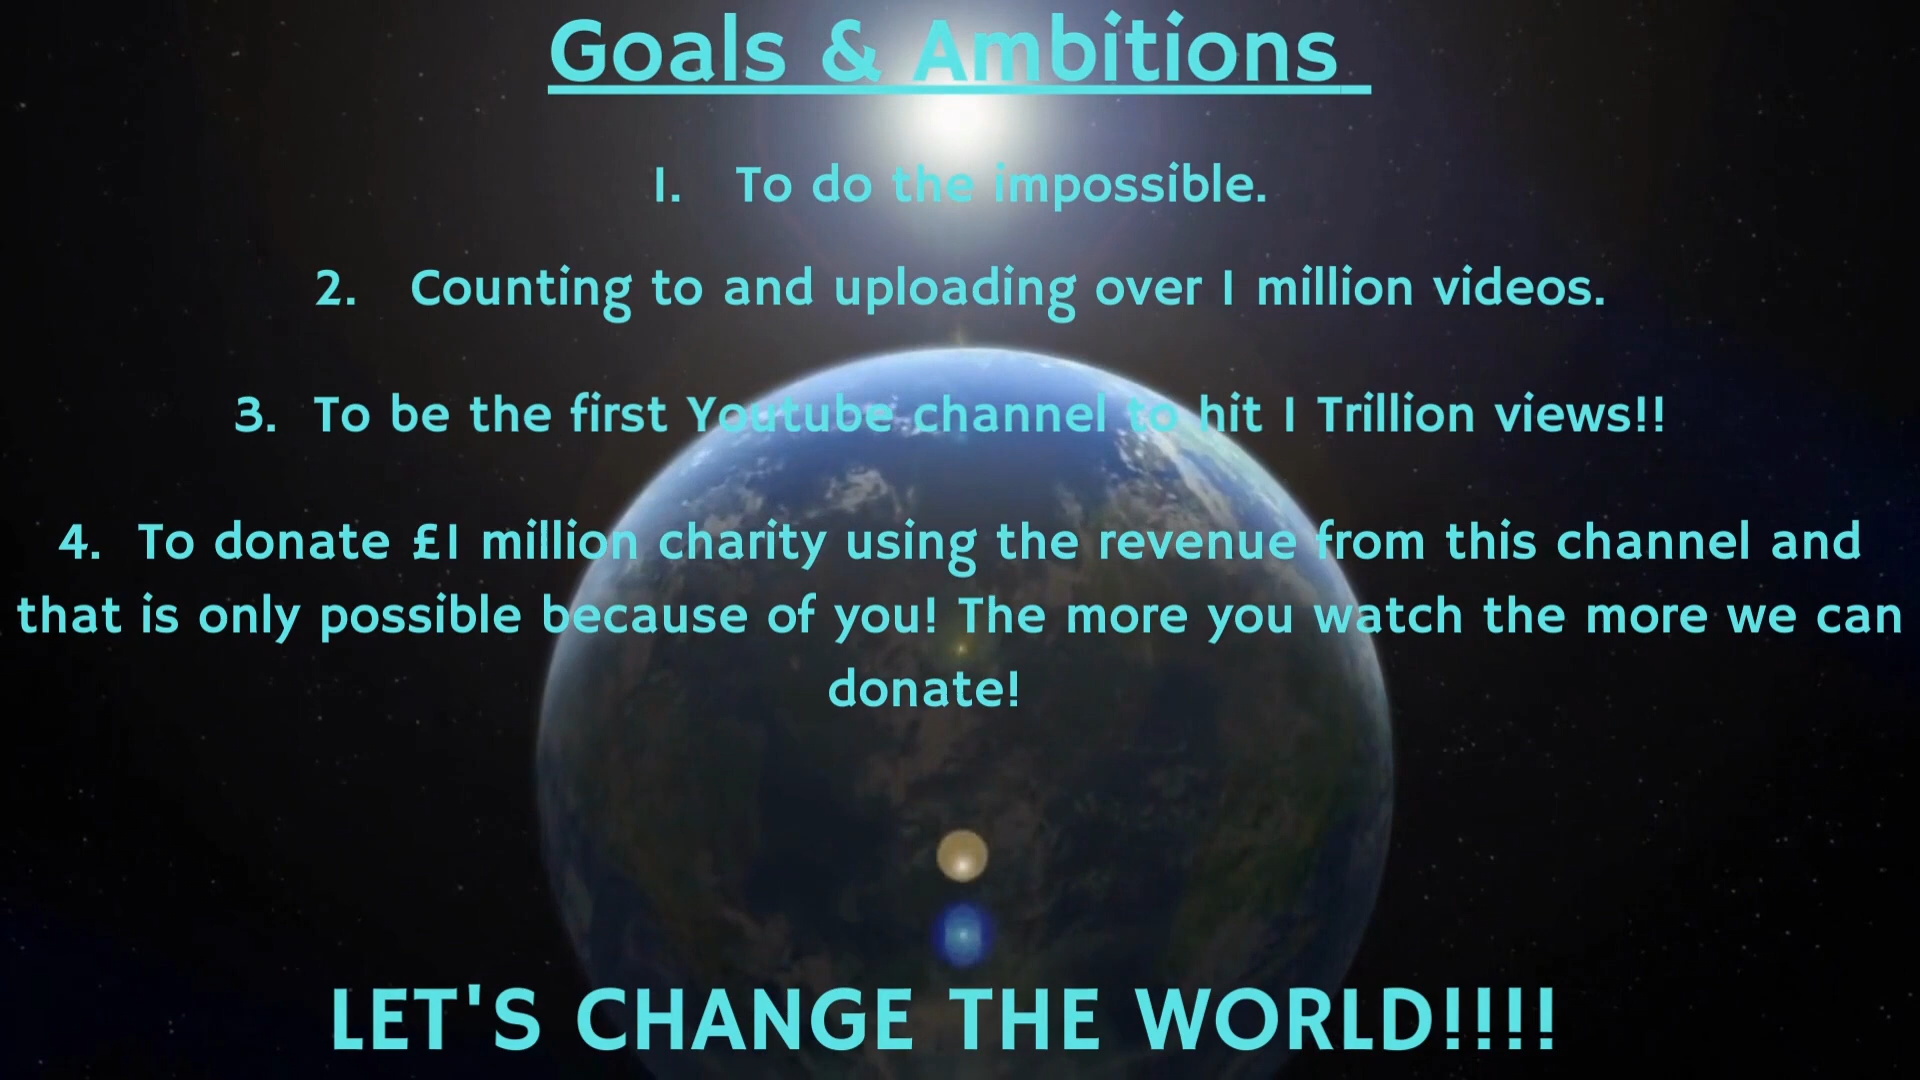 Goals & Ambitions
1. To do the impossible.
2. Counting to and uploading over 1 million videos.
3. To be the first Youtube channel to hit 1 Trillion views!!
4. To donate £1 million charity using the revenue from this channel and
that is only possible because of you! The more you watch the more we can
donate!
LET'S CHANGE THE WORLD!!!!